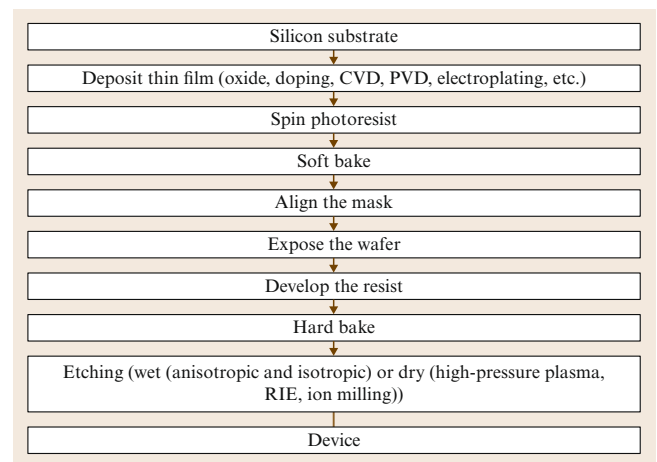 Silicon substrate
Deposit thin film (oxide, doping, CVD, PVD, electroplating, etc.)
Spin photoresist
Soft bake
Align the mask
Expose the wafer
Develop the resist
Hard bake
Etching (wet (anisotropic and isotropic) or dry (high-pressure plasma,
RIE, ion milling))
Device